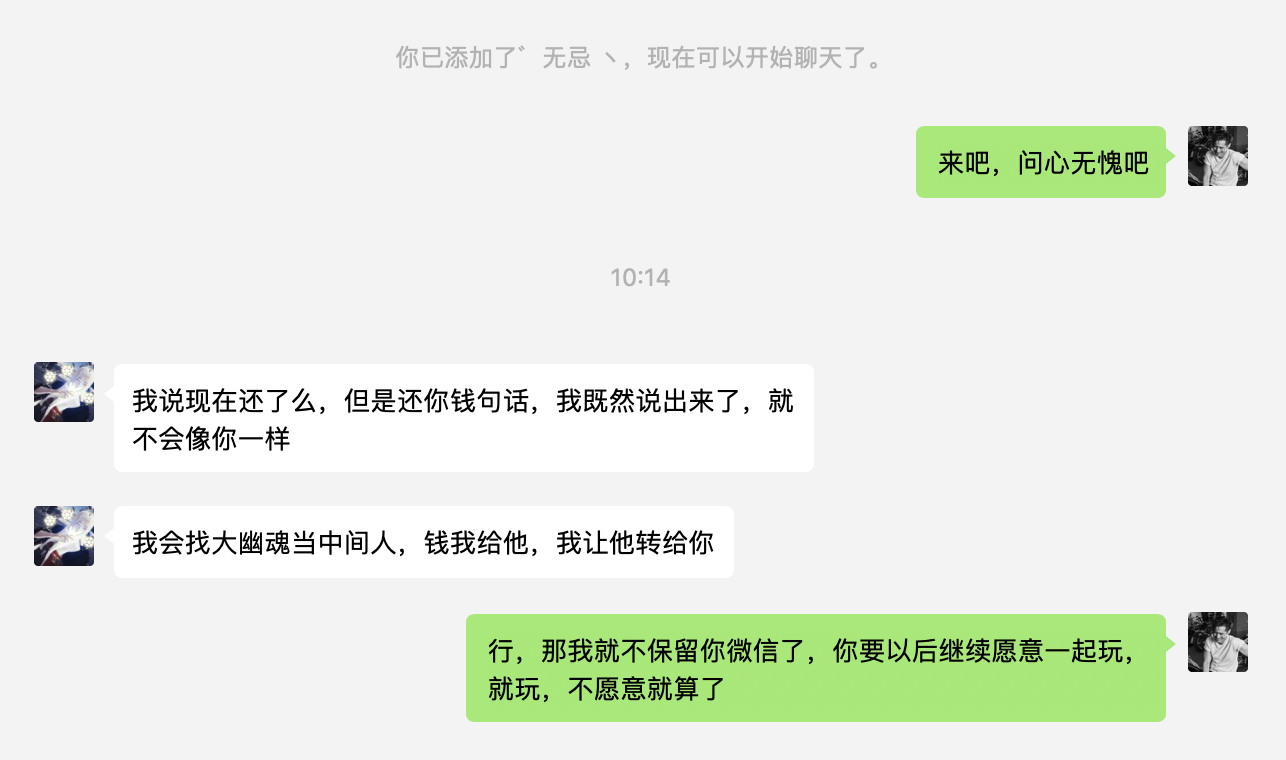 你已添加了゛无忌 丶，现在可以开始聊天了。
来吧，问心无愧吧
10:14
我说现在还了么，但是还你钱句话，我既然说出来了，就
不会像你一样
我会找大幽魂当中间人，钱我给他，我让他转给你
行，那我就不保留你微信了，你要以后继续愿意一起玩，
就玩，不愿意就算了